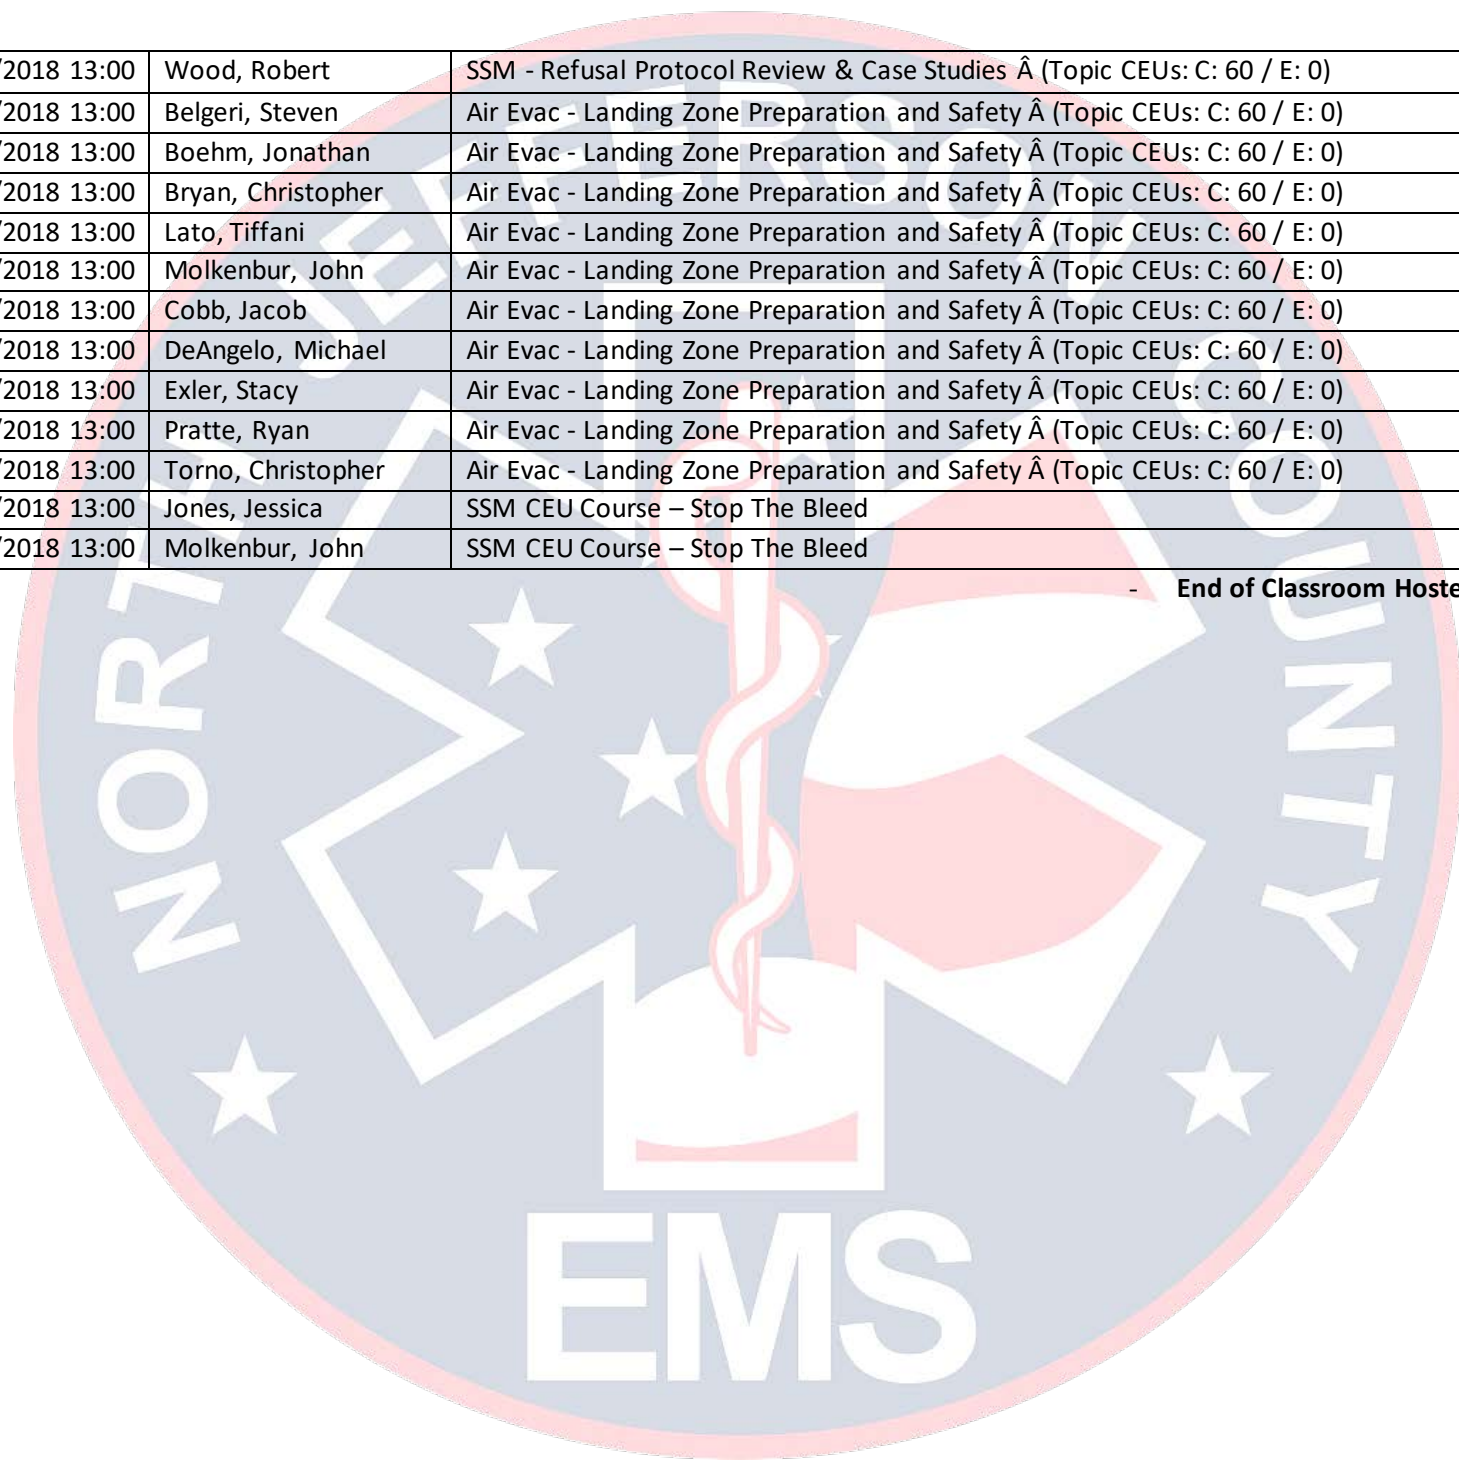 /2018 13:00 Wood, Robert SSM - Refusal Protocol Review & Case Studies Â (Topic CEUs: C: 60 / E: 0)
/2018 13:00 Belgeri, Steven Air Evac - Landing Zone Preparation and Safety Â (Topic CEUs: C: 60 / E: 0)
/2018 13:00 Boehm, Jonathan Air Evac - Landing Zone Preparation and Safety Â (Topic CEUs: C: 60 / E: 0)
/2018 13:00 Bryan, Christopher Air Evac - Landing Zone Preparation and Safety Â (Topic CEUs: C: 60 / E: 0)
/2018 13:00 Lato, Tiffani Air Evac - Landing Zone Preparation and Safety Â (Topic CEUs: C: 60 / E: 0)
/2018 13:00 Molkenbur, John Air Evac - Landing Zone Preparation and Safety Â (Topic CEUs: C: 60 / E: 0)
/2018 13:00 Cobb, Jacob Air Evac - Landing Zone Preparation and Safety Â (Topic CEUs: C: 60 / E: 0)
/2018 13:00 DeAngelo, Michael Air Evac - Landing Zone Preparation and Safety Â (Topic CEUs: C: 60 / E: 0)
/2018 13:00 Exler, Stacy Air Evac - Landing Zone Preparation and Safety Â (Topic CEUs: C: 60 / E: 0)
/2018 13:00 Pratte, Ryan Air Evac - Landing Zone Preparation and Safety Â (Topic CEUs: C: 60 / E: 0)
/2018 13:00 Torno, Christopher Air Evac - Landing Zone Preparation and Safety Â (Topic CEUs: C: 60 / E: 0)
/2018 13:00 Jones, Jessica SSM CEU Course – Stop The Bleed
/2018 13:00 Molkenbur, John SSM CEU Course – Stop The Bleed
- End of Classroom Hoste
NORTH JEFFERSON COUNTY
EMS